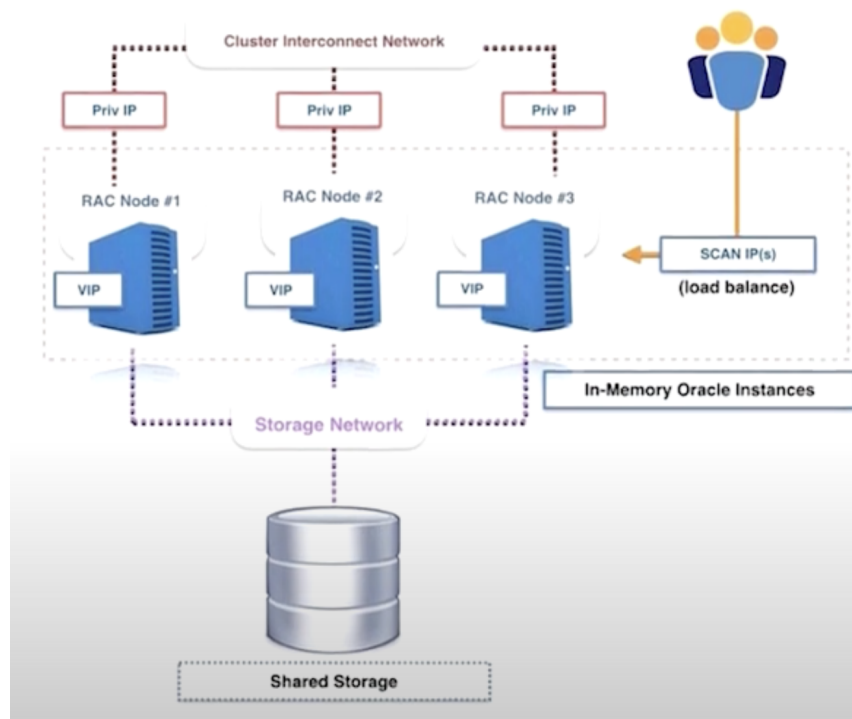 Cluster Interconnect Network
Priv IP
Priv IP
Priv IP
RAC Node #1
RAC Node #2
RAC Node #3
VIP
VIP
VIP
SCAN IP(s)
(load balance)
In-Memory Oracle Instances
Storage Network
Shared Storage